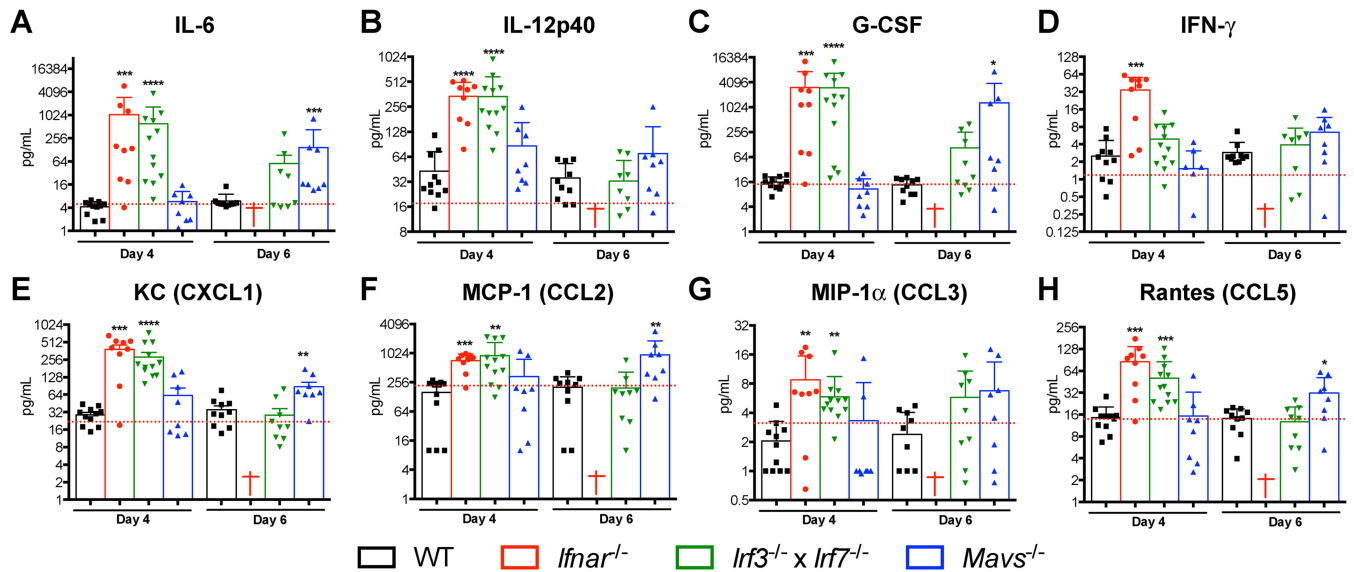 A IL-6
B IL-12p40
C G-CSF
D IFN-γ
pg/mL
16384
4096
1024
256
64
16
4
1
*** **** ***
Day 4 Day 6
pg/mL
1024
512
256
128
64
32
16
8
**** ****
Day 4 Day 6
pg/mL
16384
4096
1024
256
64
16
4
1
*** **** *
Day 4 Day 6
pg/mL
128
64
32
16
8
4
2
1
0.5
0.25
0.125
***
Day 4 Day 6
E KC (CXCL1)
F MCP-1 (CCL2)
G MIP-1α (CCL3)
H Rantes (CCL5)
pg/mL
1024
512
256
128
64
32
16
8
4
2
1
*** **** **
Day 4 Day 6
pg/mL
4096
1024
256
64
16
4
1
*** ** **
Day 4 Day 6
pg/mL
32
16
8
4
2
1
0.5
** **
Day 4 Day 6
pg/mL
256
128
64
32
16
8
4
2
1
*** *** *
Day 4 Day 6
WT Ifnar-/- Irf3-/- x Irf7-/- Mavs-/-